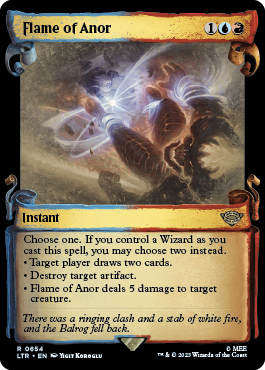 Flame of Anor 1
Instant
Choose one. If you control a Wizard as you
cast this spell, you may choose two instead.
• Target player draws two cards.
• Destroy target artifact.
• Flame of Anor deals 5 damage to target
creature.
There was a ringing clash and a stab of white fire,
and the Balrog fell back.
R 0654
LTR • EN Yigit Koroglu
© MEE
™ & © 2023 Wizards of the Coast